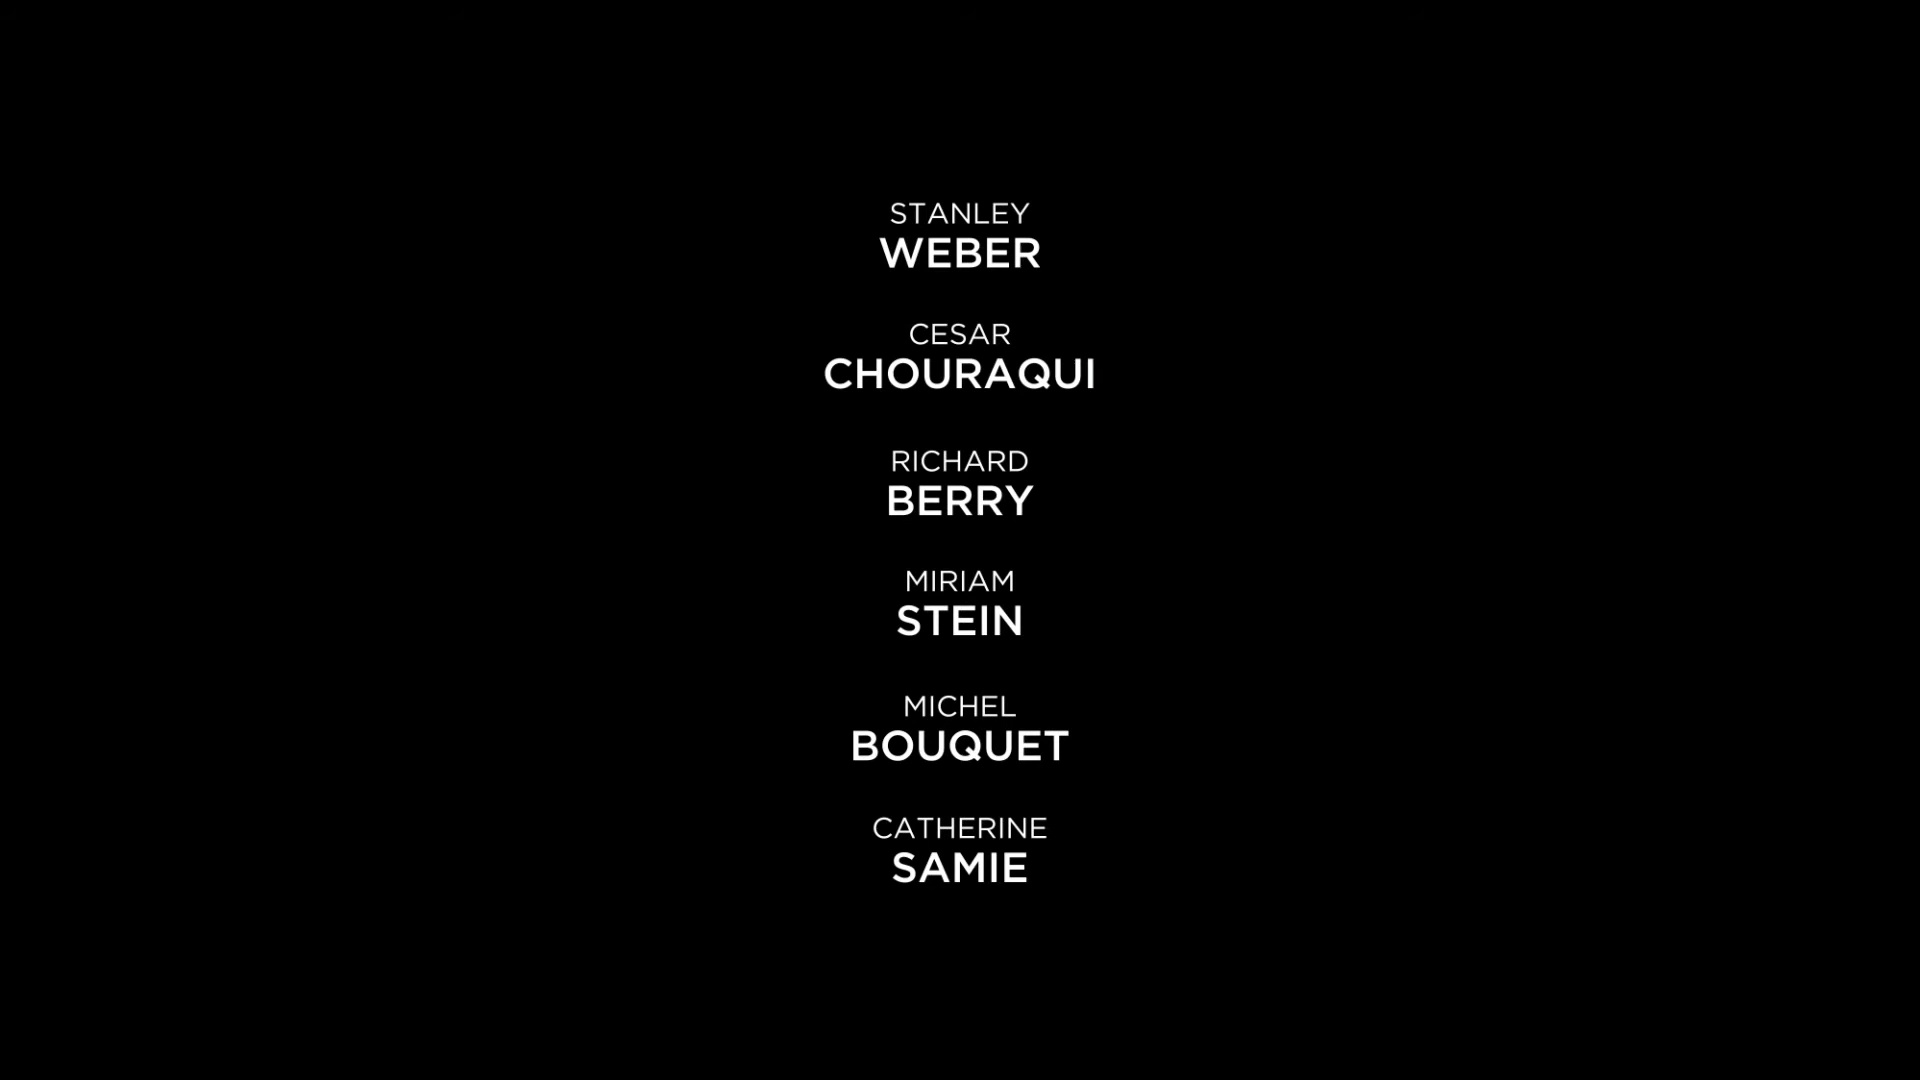 STANLEY
WEBER
CESAR
CHOURAQUI
RICHARD
BERRY
MIRIAM
STEIN
MICHEL
BOUQUET
CATHERINE
SAMIE